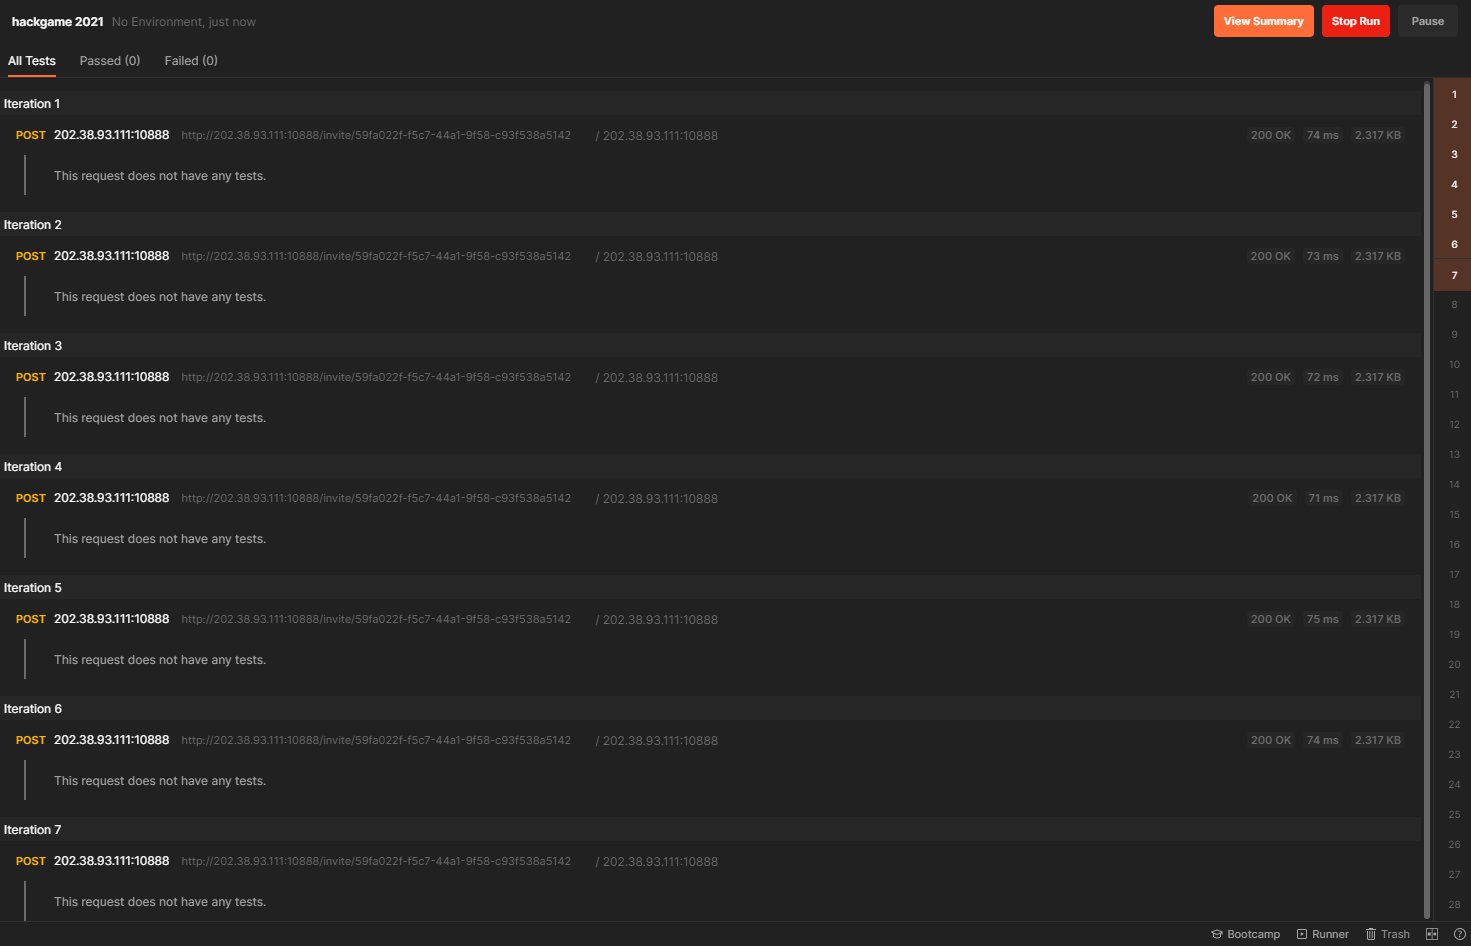 hackgame 2021 No Environment, just now View Summary Stop Run Pause
All Tests Passed (0) Failed (0)
Iteration 1
POST 202.38.93.111:10888 http://202.38.93.111:10888/invite/59fa022f-f5c7-44a1-9f58-c93f538a5142 / 202.38.93.111:10888 200 OK 74 ms 2.317 KB
This request does not have any tests.
Iteration 2
POST 202.38.93.111:10888 http://202.38.93.111:10888/invite/59fa022f-f5c7-44a1-9f58-c93f538a5142 / 202.38.93.111:10888 200 OK 73 ms 2.317 KB
This request does not have any tests.
Iteration 3
POST 202.38.93.111:10888 http://202.38.93.111:10888/invite/59fa022f-f5c7-44a1-9f58-c93f538a5142 / 202.38.93.111:10888 200 OK 72 ms 2.317 KB
This request does not have any tests.
Iteration 4
POST 202.38.93.111:10888 http://202.38.93.111:10888/invite/59fa022f-f5c7-44a1-9f58-c93f538a5142 / 202.38.93.111:10888 200 OK 71 ms 2.317 KB
This request does not have any tests.
Iteration 5
POST 202.38.93.111:10888 http://202.38.93.111:10888/invite/59fa022f-f5c7-44a1-9f58-c93f538a5142 / 202.38.93.111:10888 200 OK 75 ms 2.317 KB
This request does not have any tests.
Iteration 6
POST 202.38.93.111:10888 http://202.38.93.111:10888/invite/59fa022f-f5c7-44a1-9f58-c93f538a5142 / 202.38.93.111:10888 200 OK 74 ms 2.317 KB
This request does not have any tests.
Iteration 7
POST 202.38.93.111:10888 http://202.38.93.111:10888/invite/59fa022f-f5c7-44a1-9f58-c93f538a5142 / 202.38.93.111:10888
This request does not have any tests.
1
2
3
4
5
6
7
8
9
10
11
12
13
14
15
16
17
18
19
20
21
22
23
24
25
26
27
28
Bootcamp Runner Trash